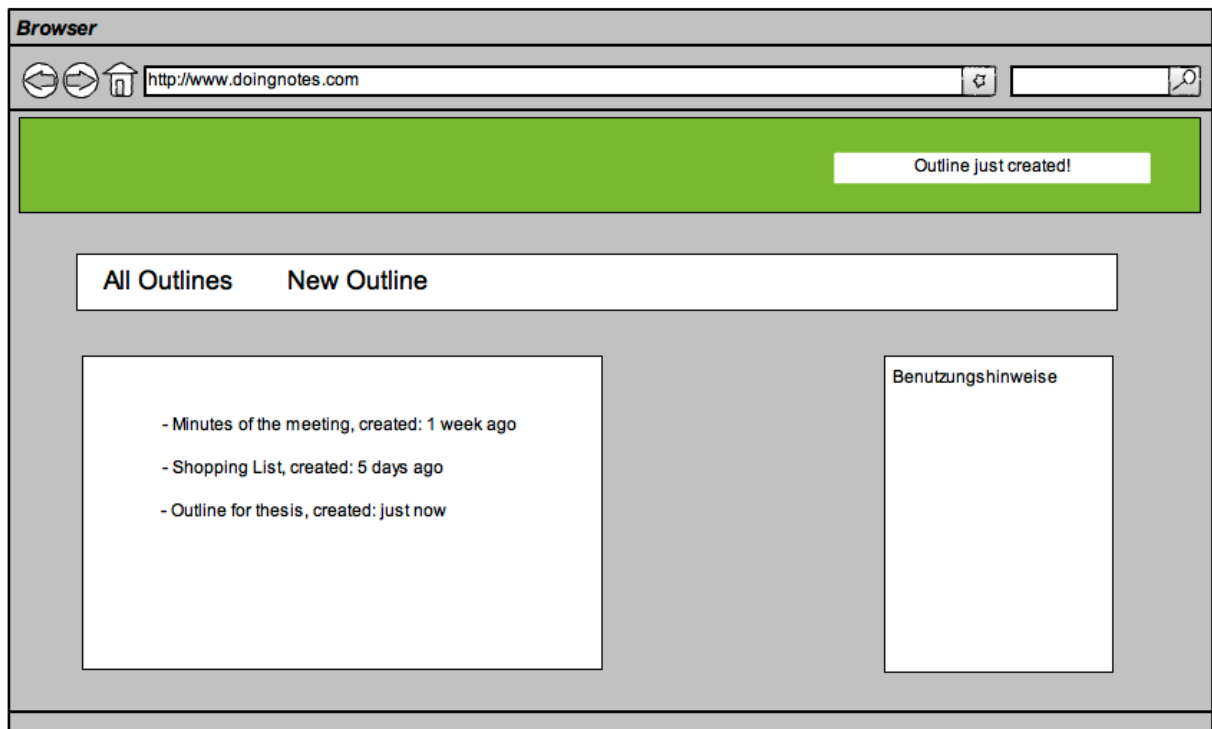 Browser
http://www.doingnotes.com
Outline just created!
All Outlines New Outline
- Minutes of the meeting, created: 1 week ago
- Shopping List, created: 5 days ago
- Outline for thesis, created: just now
Benutzungshinweise